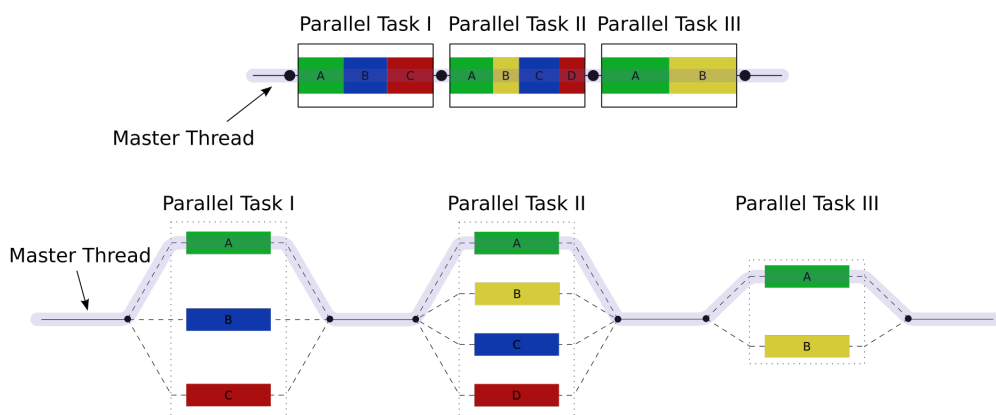 Parallel Task I Parallel Task II Parallel Task III
A B C A B C D A B
Master Thread
Parallel Task I Parallel Task II Parallel Task III
Master Thread
A A
A
B
B
C
B
C D